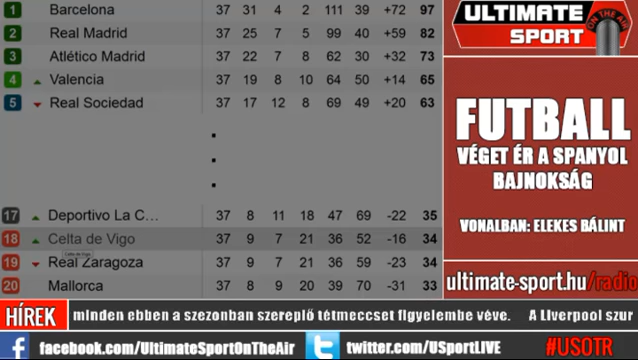 1 Barcelona 37 31 4 2 111 39 +72 97
2 Real Madrid 37 25 7 5 99 40 +59 82
3 Atlético Madrid 37 22 7 8 62 30 +32 73
4 Valencia 37 19 8 10 64 50 +14 65
5 Real Sociedad 37 17 12 8 69 49 +20 63
17 Deportivo La C... 37 8 11 18 47 69 -22 35
18 Celta de Vigo 37 9 7 21 36 52 -16 34
Celta de Vigo
19 Real Zaragoza 37 9 7 21 36 59 -23 34
20 Mallorca 37 8 9 20 39 70 -31 33
ULTIMATE
SPORT
ON THE AIR
FUTBALL
VÉGET ÉR A SPANYOL
BAJNOKSÁG
VONALBAN: ELEKES BÁLINT
ultimate-sport.hu/radio
HÍREK minden ebben a szezonban szereplő tétmeccset figyelembe véve. A Liverpool szur
facebook.com/UltimateSportOnTheAir twitter.com/USportLIVE #USOTR